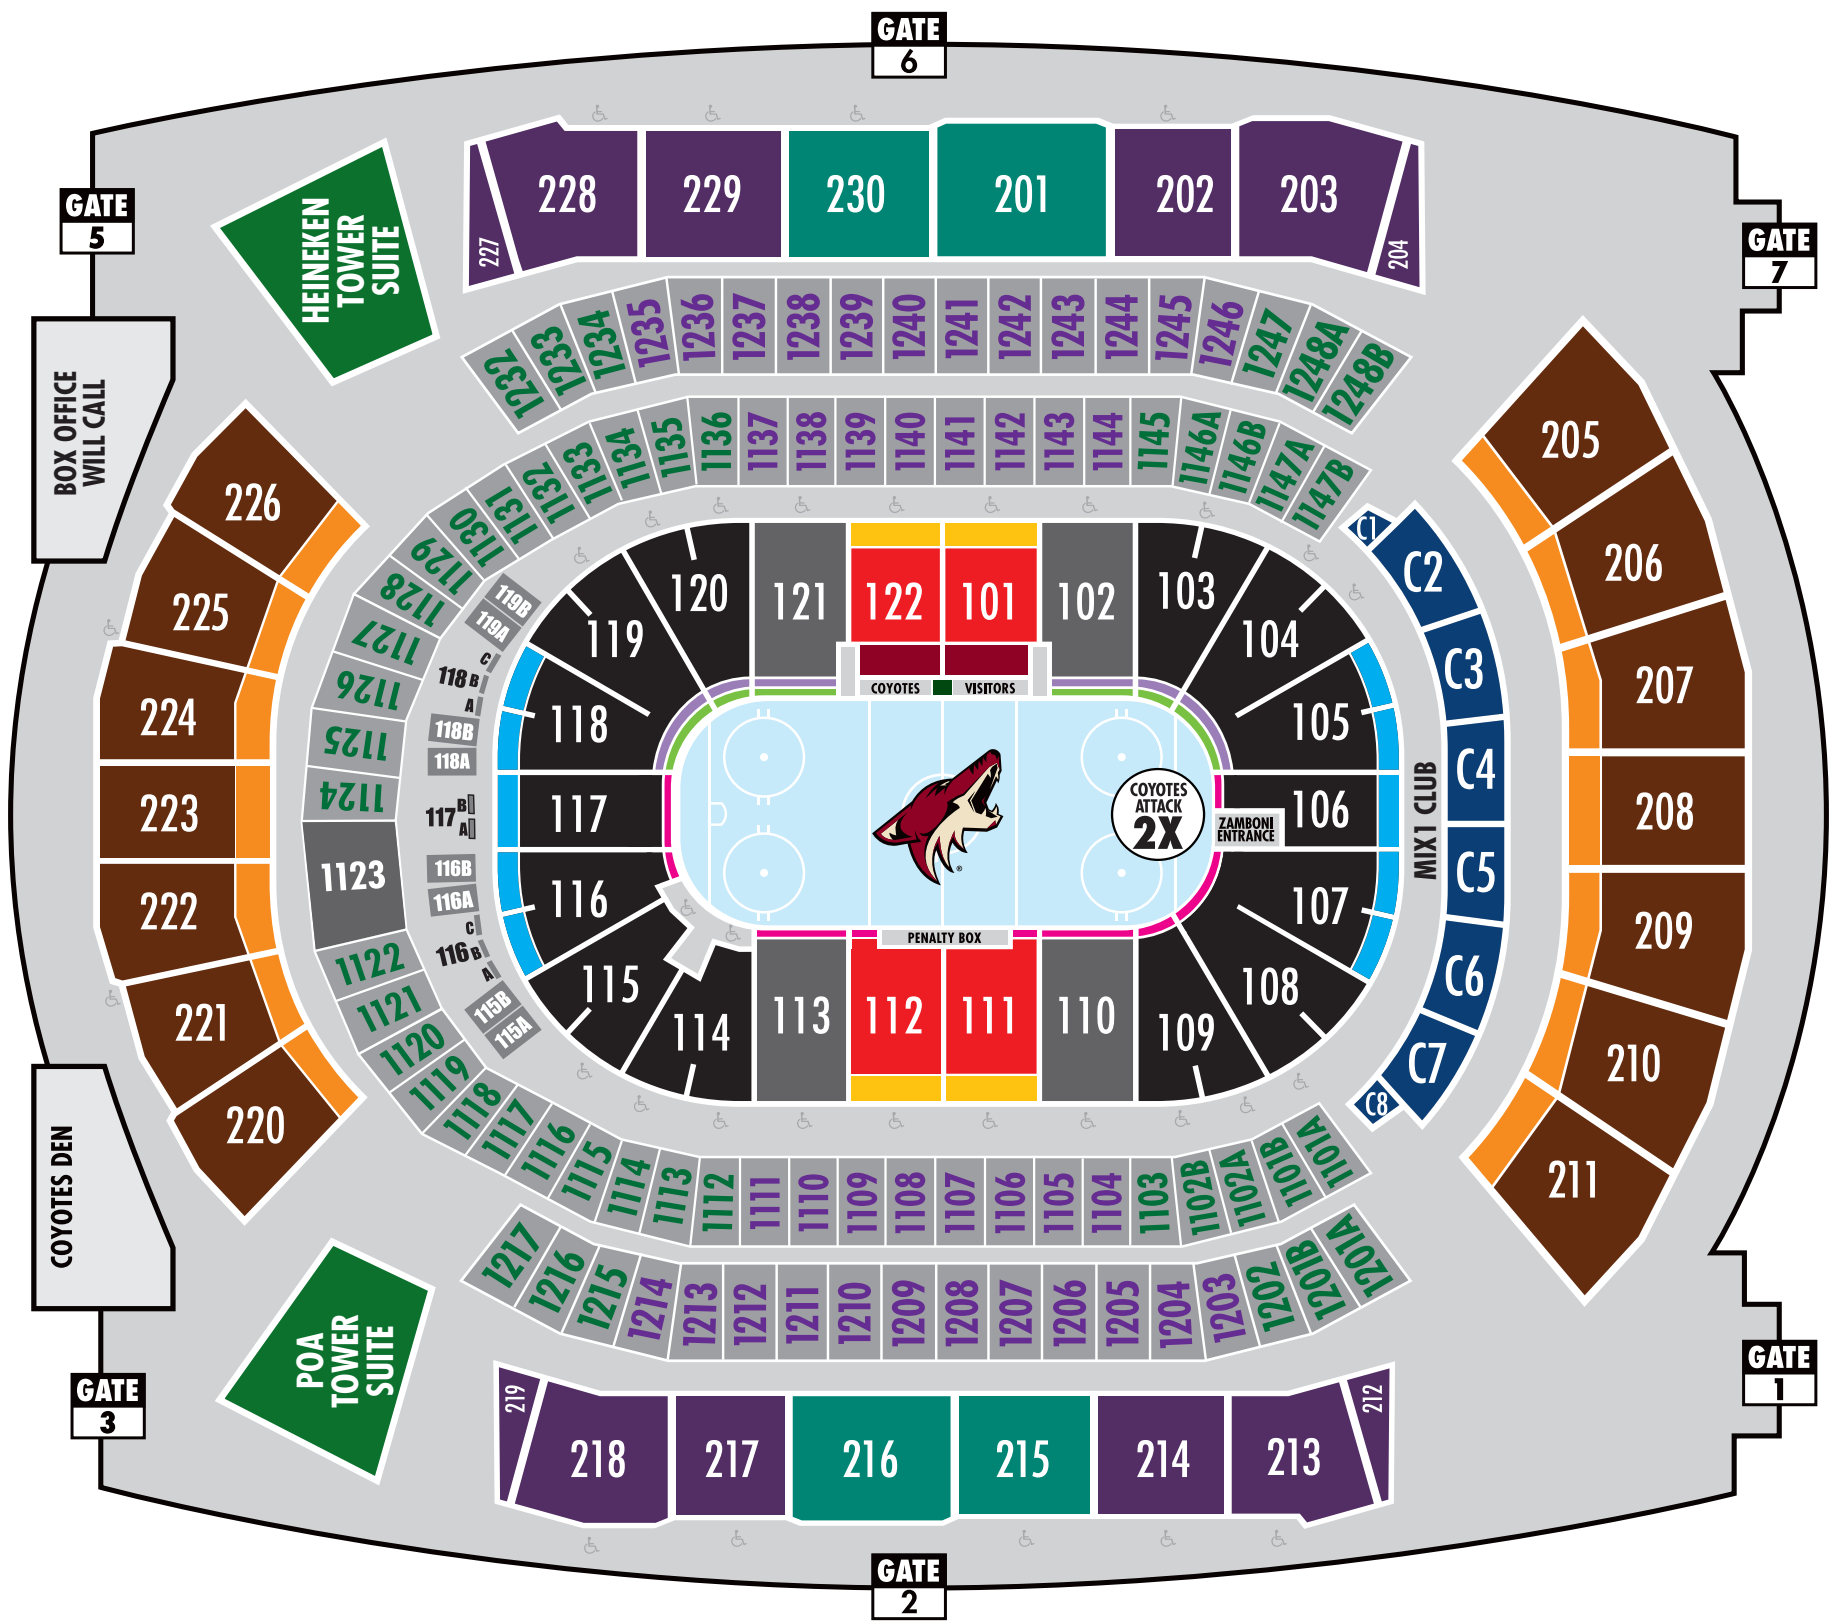 GATE
6
GATE
5
GATE
7
HEINEKEN
TOWER
SUITE
BOX OFFICE
WILL CALL
227
228
229
230
201
202
203
204
1232
1233
1234
1235
1236
1237
1238
1239
1240
1241
1242
1243
1244
1245
1246
1247
1248A
1248B
1124
1125
1126
1127
1128
1129
1130
1131
1132
1133
1134
1135
1136
1137
1138
1139
1140
1141
1142
1143
1144
1145
1146A
1146B
1147A
1147B
226
225
224
223
222
221
220
205
206
207
208
209
210
211
C1
C2
C3
C4
C5
C6
C7
C8
MIX1 CLUB
119B
119A
C
118 B
A
118B
118A
117 B
A
116B
116A
C
116 B
A
115B
115A
120
121
122
101
102
103
119
104
118
105
117
106
116
107
115
108
114
113
112
111
110
109
COYOTES
VISITORS
COYOTES
ATTACK
2X
®
ZAMBONI
ENTRANCE
PENALTY BOX
1123
1122
1121
1120
1119
1118
1117
1116
1115
1114
1113
1112
1111
1110
1109
1108
1107
1106
1105
1104
1103
1102B
1102A
1101B
1101A
1217
1216
1215
1214
1213
1212
1211
1210
1209
1208
1207
1206
1205
1204
1203
1202
1201B
1201A
COYOTES DEN
POA
TOWER
SUITE
219
218
217
216
215
214
213
212
GATE
3
GATE
1
GATE
2